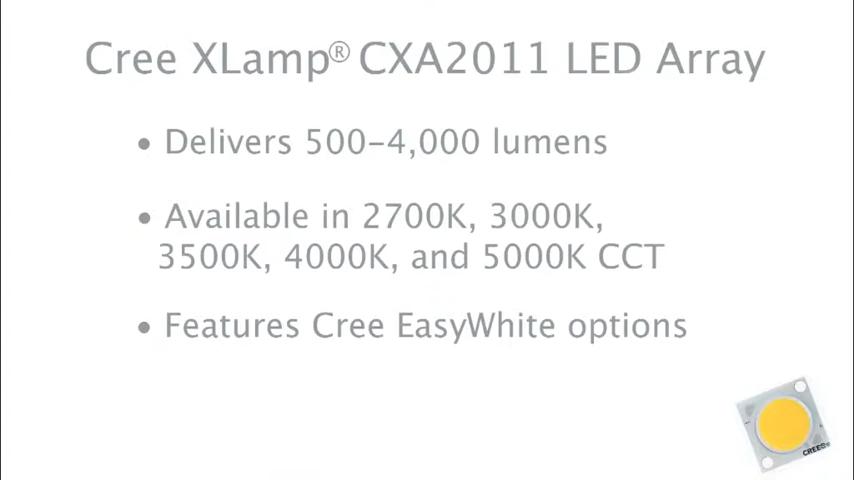 Cree XLamp® CXA2011 LED Array
• Delivers 500–4,000 lumens
• Available in 2700K, 3000K,
3500K, 4000K, and 5000K CCT
• Features Cree EasyWhite options
CREE®